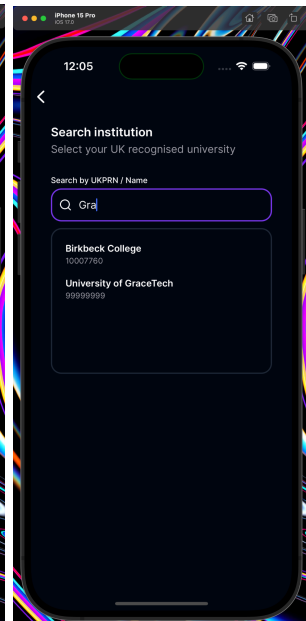 iPhone 15 Pro
iOS 17.0
12:05
Search institution
Select your UK recognised university
Search by UKPRN / Name
Gra
Birkbeck College
10007760
University of GraceTech
99999999